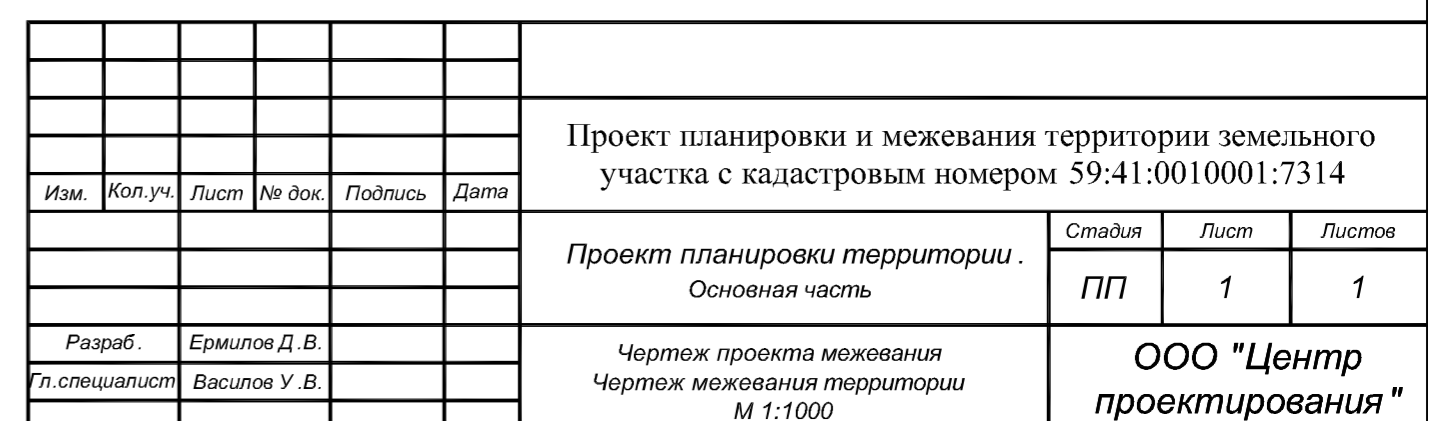 Проект планировки и межевания территории земельного
участка с кадастровым номером 59:41:0010001:7314
Изм. Кол.уч. Лист № док. Подпись Дата
Стадия Лист Листов
Проект планировки территории .
Основная часть
ПП 1 1
Разраб . Ермилов Д .В.
Гл.специалист Васило​в У .В.
Чертеж проекта межевания
Чертеж межевания территории
М 1:1000
ООО "Центр
проектирования "